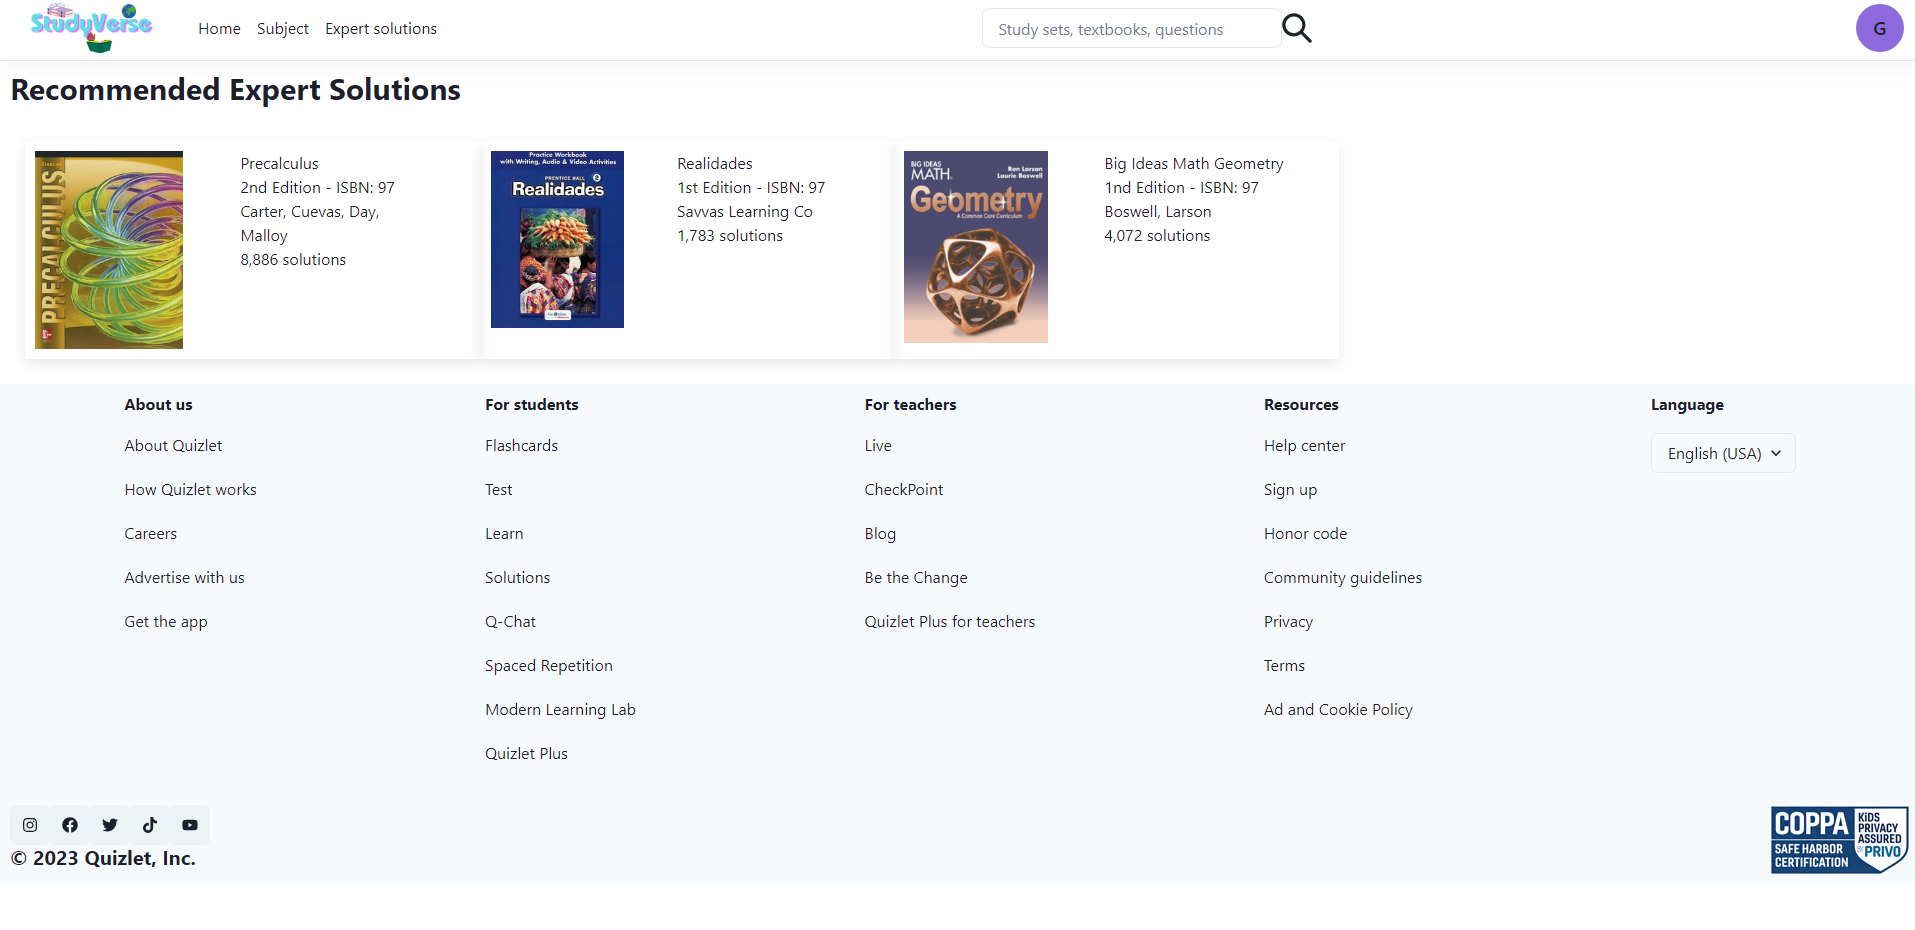 StudyVerse
Home Subject Expert solutions
Study sets, textbooks, questions
G
Recommended Expert Solutions
Glencoe
PRECALCULUS
Precalculus
2nd Edition - ISBN: 97
Carter, Cuevas, Day,
Malloy
8,886 solutions
Practice Workbook
with Writing, Audio & Video Activities
PRENTICE HALL 2
Realidades
Realidades
1st Edition - ISBN: 97
Savvas Learning Co
1,783 solutions
BIG IDEAS
MATH
Ron Larson
Laurie Boswell
Geometry
A Common Core Curriculum
Big Ideas Math Geometry
1nd Edition - ISBN: 97
Boswell, Larson
4,072 solutions
About us
About Quizlet
How Quizlet works
Careers
Advertise with us
Get the app
For students
Flashcards
Test
Learn
Solutions
Q-Chat
Spaced Repetition
Modern Learning Lab
Quizlet Plus
For teachers
Live
CheckPoint
Blog
Be the Change
Quizlet Plus for teachers
Resources
Help center
Sign up
Honor code
Community guidelines
Privacy
Terms
Ad and Cookie Policy
Language
English (USA)
© 2023 Quizlet, Inc.
COPPA
SAFE HARBOR
CERTIFICATION
KIDS
PRIVACY
ASSURED
BY PRIVO